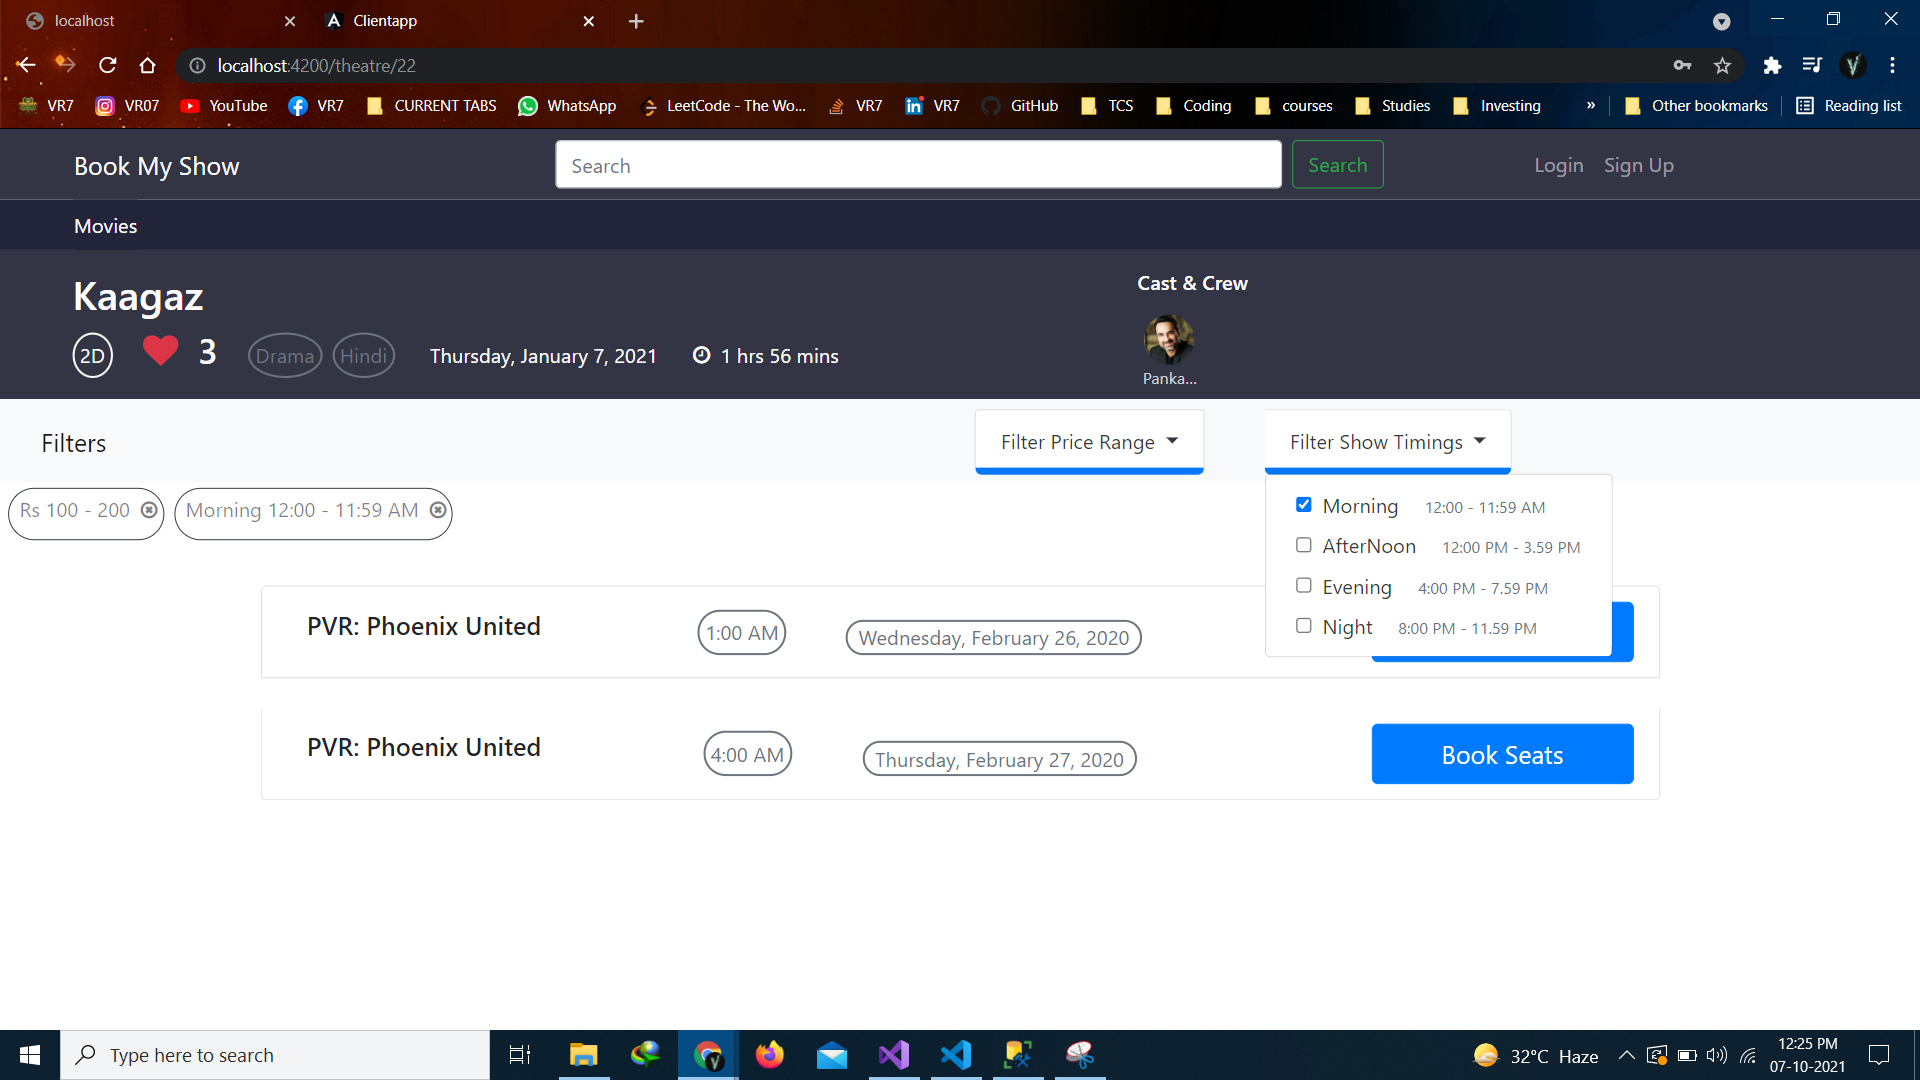 localhost
Clientapp
localhost:4200/theatre/22
VR7 VR07 YouTube VR7 CURRENT TABS WhatsApp LeetCode - The Wo... VR7 VR7 GitHub TCS Coding courses Studies Investing » Other bookmarks Reading list
Book My Show Search Search Login Sign Up
Movies
Kaagaz
Cast & Crew
2D 3 Drama Hindi Thursday, January 7, 2021 1 hrs 56 mins
Panka...
Filters Filter Price Range Filter Show Timings
Rs 100 - 200 Morning 12:00 - 11:59 AM
Morning 12:00 - 11:59 AM
AfterNoon 12:00 PM - 3.59 PM
Evening 4:00 PM - 7.59 PM
Night 8:00 PM - 11.59 PM
PVR: Phoenix United 1:00 AM Wednesday, February 26, 2020
PVR: Phoenix United 4:00 AM Thursday, February 27, 2020 Book Seats
Type here to search
32°C Haze
12:25 PM
07-10-2021